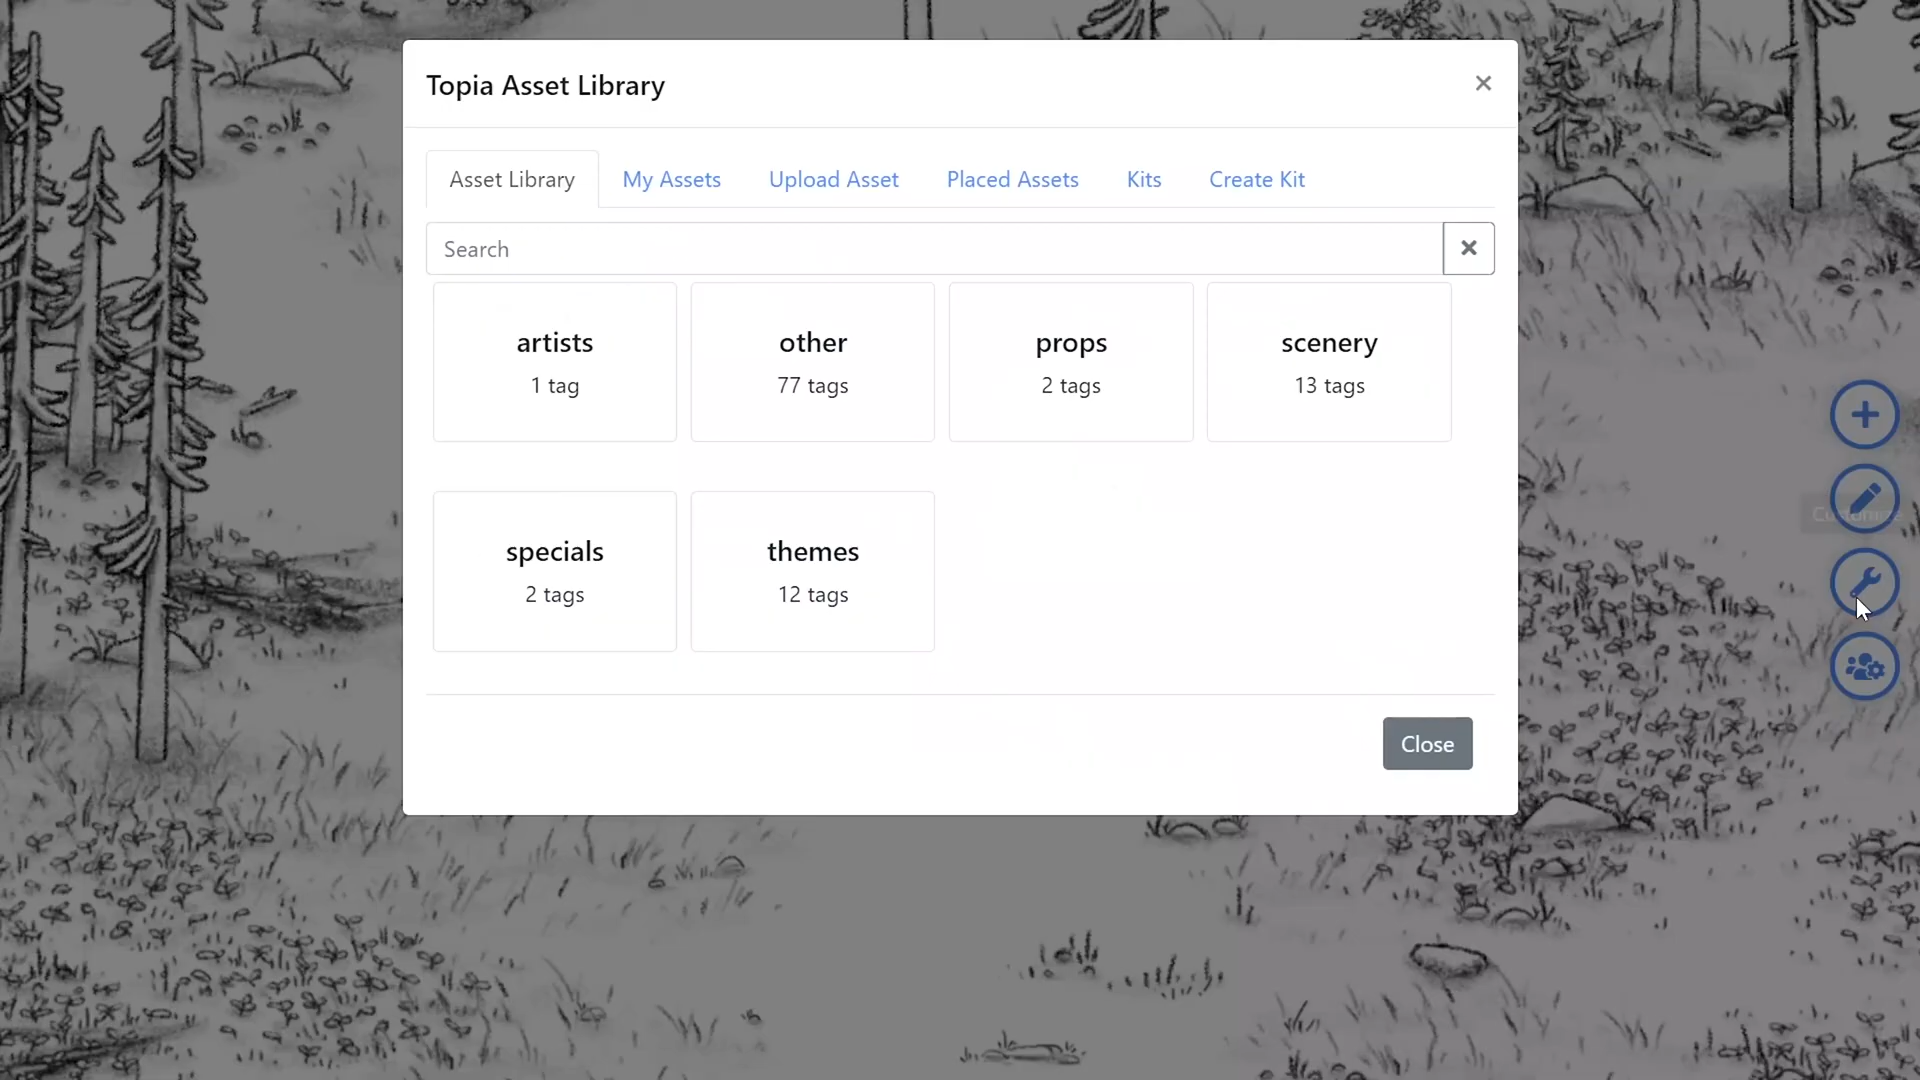 Topia Asset Library
×
Asset Library My Assets Upload Asset Placed Assets Kits Create Kit
Search
artists
1 tag
other
77 tags
props
2 tags
scenery
13 tags
specials
2 tags
themes
12 tags
Close